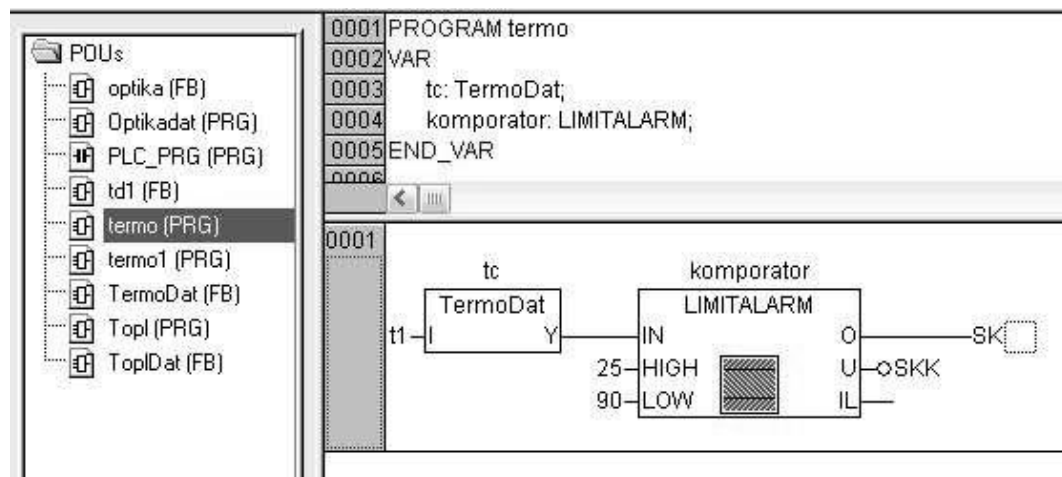 POUs
optika (FB)
Optikadat (PRG)
PLC_PRG (PRG)
td1 (FB)
termo (PRG)
termo1 (PRG)
TermoDat (FB)
Topl (PRG)
ToplDat (FB)
0001 PROGRAM termo
0002 VAR
0003 tc: TermoDat;
0004 komporator: LIMITALARM;
0005 END_VAR
0006
0001
tc komporator
TermoDat LIMITALARM
t1 I Y IN O SK
25 HIGH U SKK
90 LOW IL